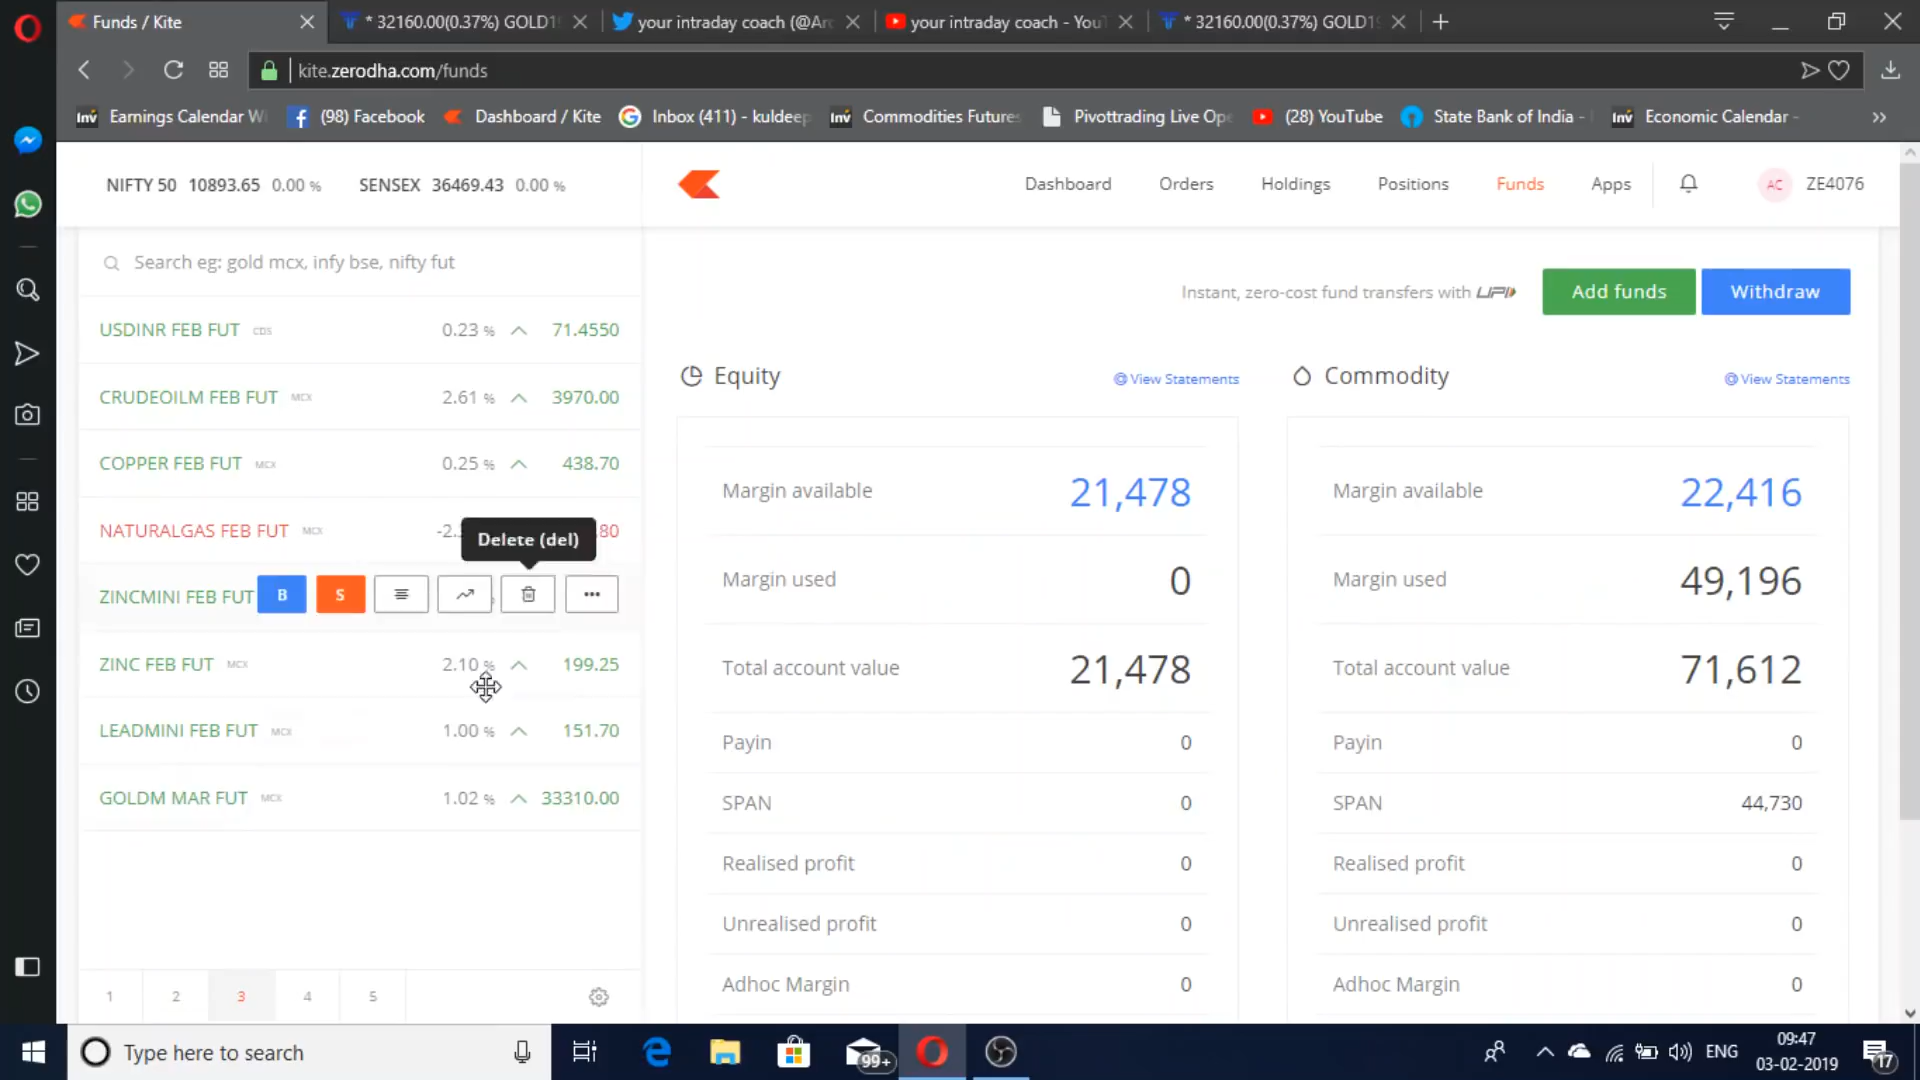 Funds / Kite
* 32160.00(0.37%) GOLD1
your intraday coach (@Ar
your intraday coach - You
* 32160.00(0.37%) GOLD1
kite.zerodha.com/funds
Inv Earnings Calendar W
(98) Facebook
Dashboard / Kite
Inbox (411) - kuldeep
Inv Commodities Futures
Pivottrading Live Ope
(28) YouTube
State Bank of India -
Inv Economic Calendar -
NIFTY 50 10893.65 0.00 %
SENSEX 36469.43 0.00 %
Dashboard
Orders
Holdings
Positions
Funds
Apps
AC ZE4076
Search eg: gold mcx, infy bse, nifty fut
USDINR FEB FUT CDS 0.23 % 71.4550
CRUDEOILM FEB FUT MCX 2.61 % 3970.00
COPPER FEB FUT MCX 0.25 % 438.70
NATURALGAS FEB FUT MCX -2. .80
Delete (del)
ZINCMINI FEB FUT B S
ZINC FEB FUT MCX 2.10 % 199.25
LEADMINI FEB FUT MCX 1.00 % 151.70
GOLDM MAR FUT MCX 1.02 % 33310.00
1 2 3 4 5
Instant, zero-cost fund transfers with UPI
Add funds
Withdraw
Equity
View Statements
Margin available 21,478
Margin used 0
Total account value 21,478
Payin 0
SPAN 0
Realised profit 0
Unrealised profit 0
Adhoc Margin 0
Commodity
View Statements
Margin available 22,416
Margin used 49,196
Total account value 71,612
Payin 0
SPAN 44,730
Realised profit 0
Unrealised profit 0
Adhoc Margin 0
Type here to search
99+
ENG
09:47
03-02-2019
17